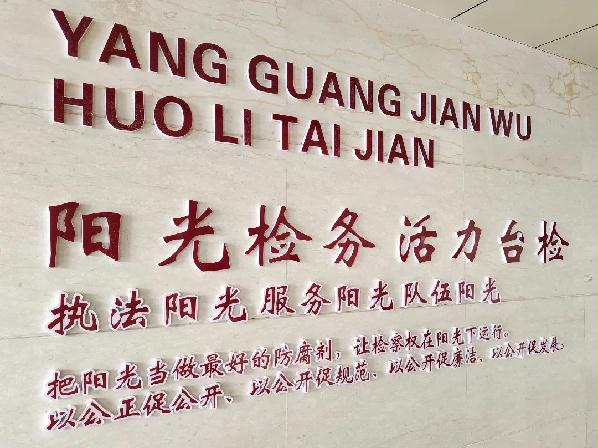 YANG GUANG JIAN WU
HUO LI TAI JIAN
阳光检务 活力台检
执法阳光服务阳光队伍阳光
把阳光当做最好的防腐剂，让检察权在阳光下运行。
以公正促公开、以公开促规范、以公开促廉洁、以公开促发展。